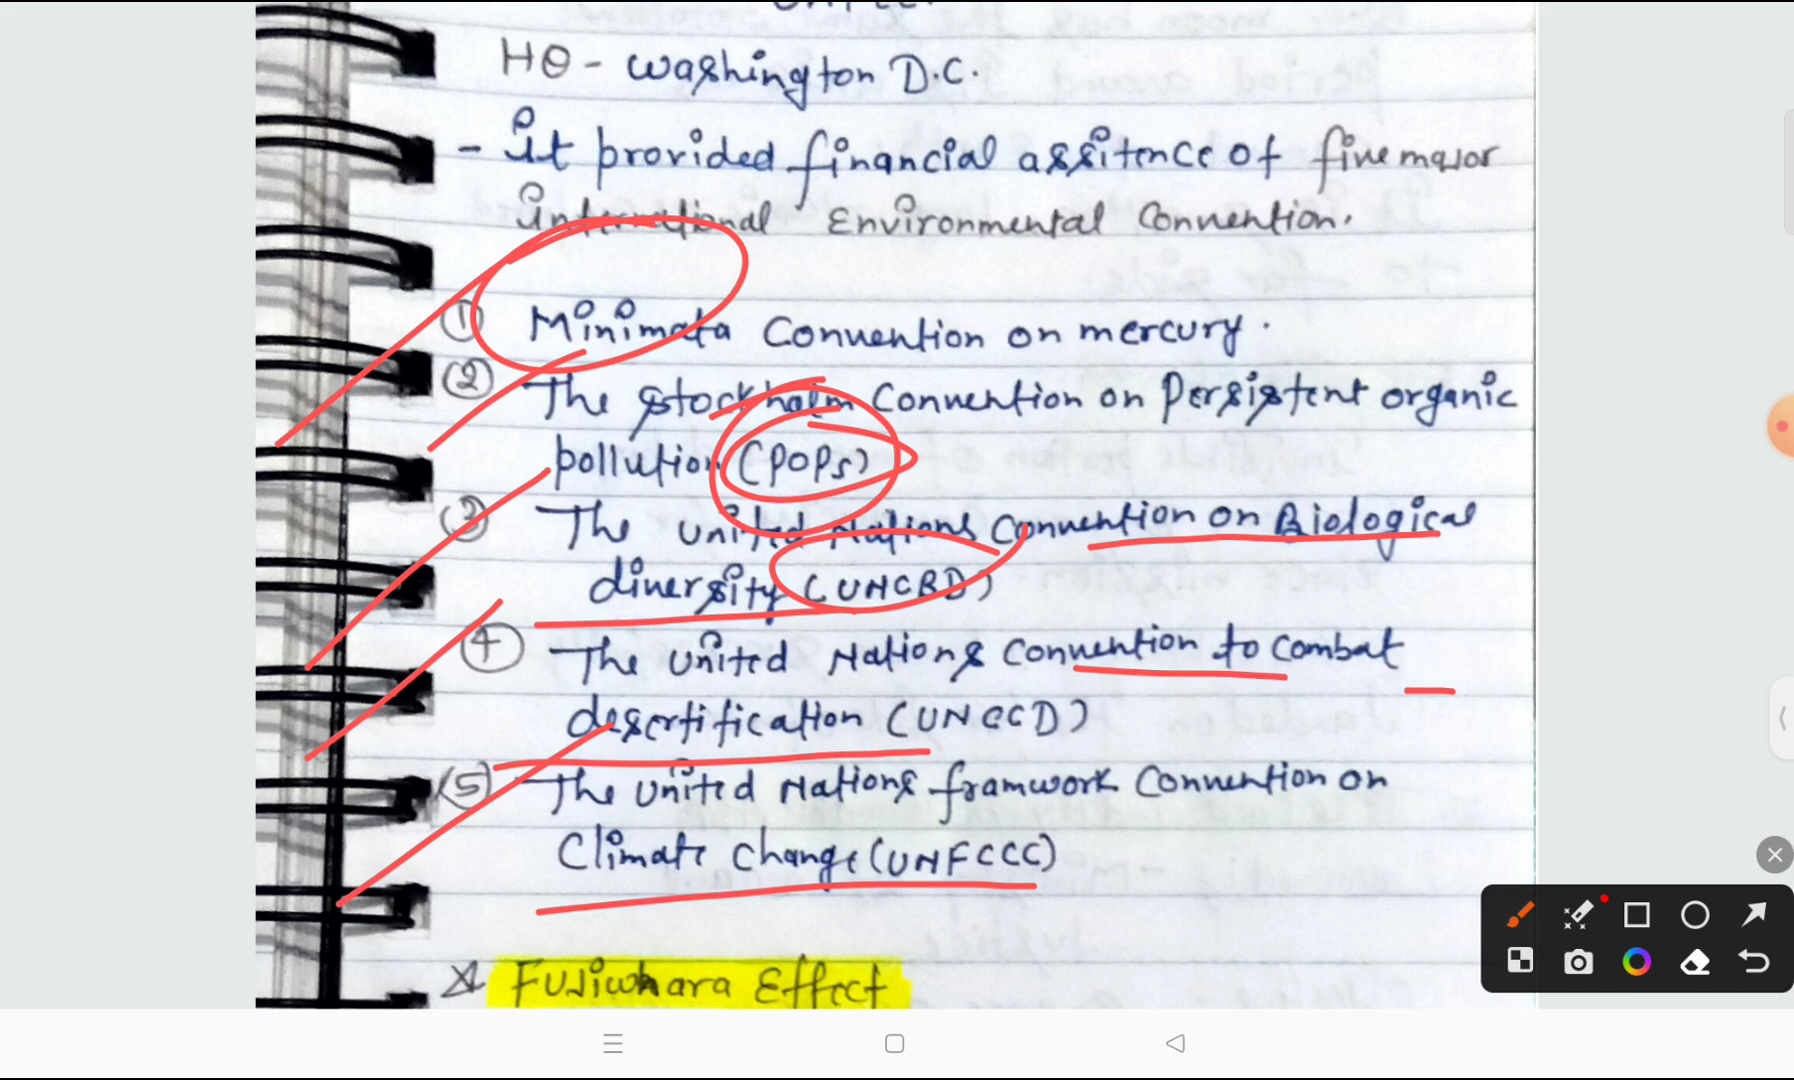 HQ - Washington D.C.
- It provided financial assitence of five major
International Environmental Convention.
① Minimata Convention on mercury.
② The Stockholm Convention on Persistent organic
pollution (POPs)
③ The United Nations Convention on Biological
diversity (UNCBD)
④ The United Nations Convention to Combat
desertification (UNCCD)
⑤ The United Nations framwork Convention on
Climate change (UNFCCC)
Fujiwhara Effect